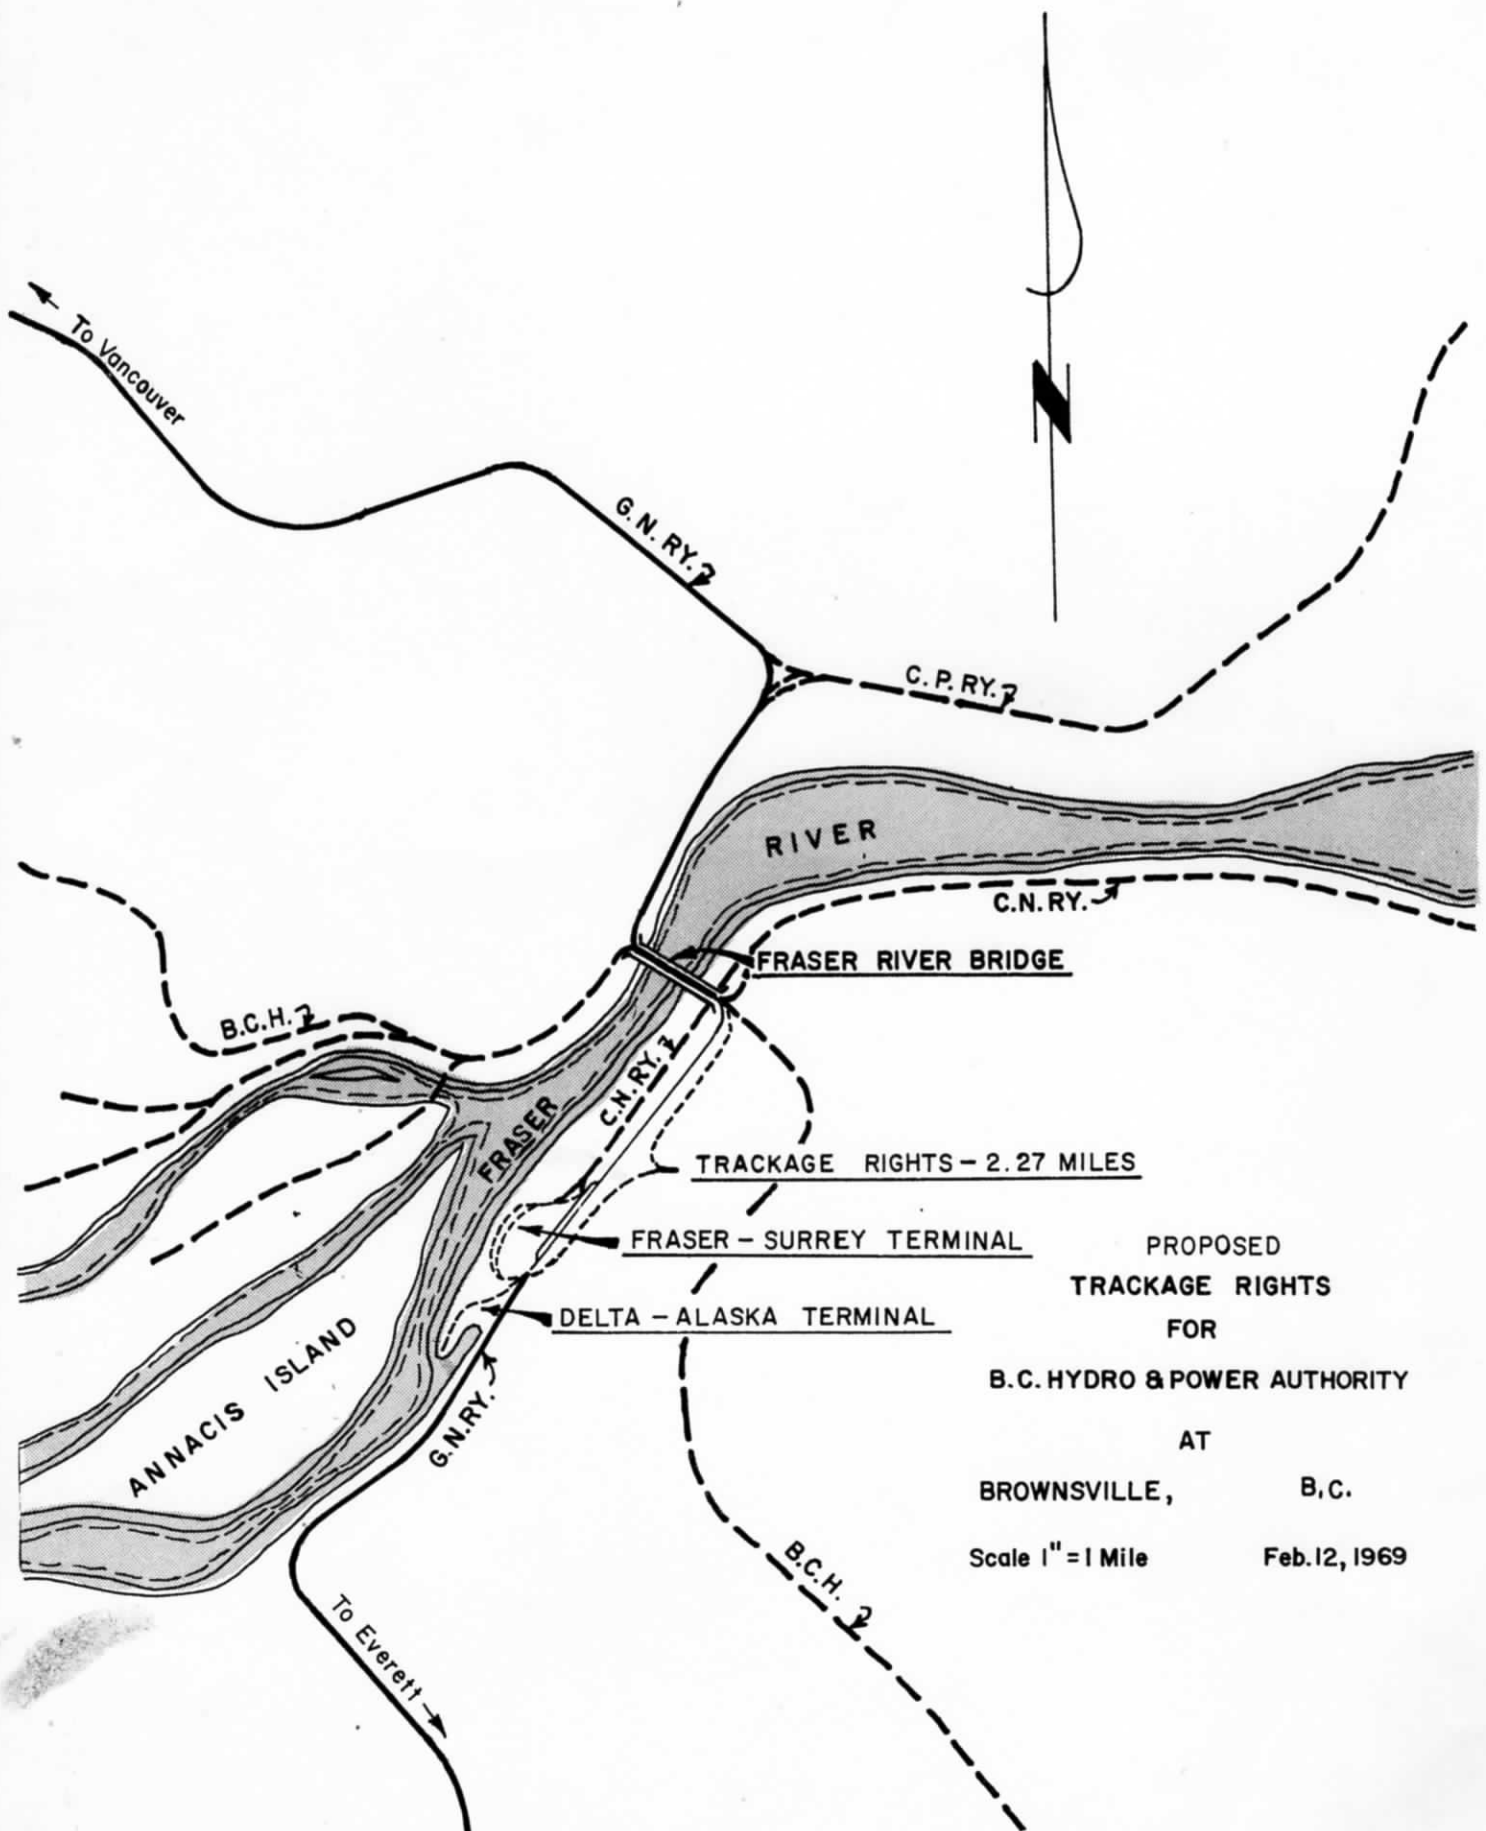 To Vancouver
G.N.RY.
N
C.P.RY.
RIVER
C.N.RY.
FRASER RIVER BRIDGE
B.C.H.
C.N.RY.
FRASER
TRACKAGE RIGHTS - 2.27 MILES
FRASER - SURREY TERMINAL
DELTA - ALASKA TERMINAL
ANNACIS ISLAND
G.N.RY.
To Everett
B.C.H.
PROPOSED
TRACKAGE RIGHTS
FOR
B.C. HYDRO & POWER AUTHORITY
AT
BROWNSVILLE, B.C.
Scale 1" = 1 Mile Feb. 12, 1969